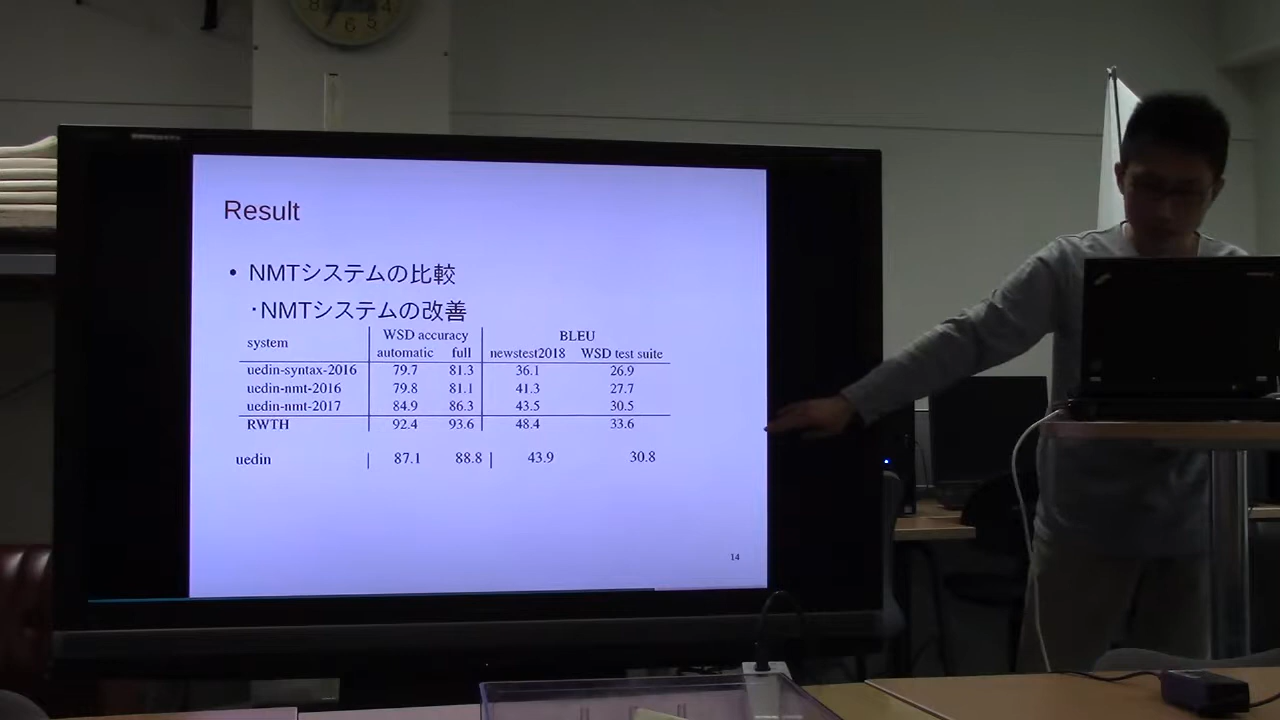 8 6 5
Result
• NMTシステムの比較
・NMTシステムの改善
system WSD accuracy BLEU
automatic full newstest2018 WSD test suite
uedin-syntax-2016 79.7 81.3 36.1 26.9
uedin-nmt-2016 79.8 81.1 41.3 27.7
uedin-nmt-2017 84.9 86.3 43.5 30.5
RWTH 92.4 93.6 48.4 33.6
uedin 87.1 88.8 43.9 30.8
14